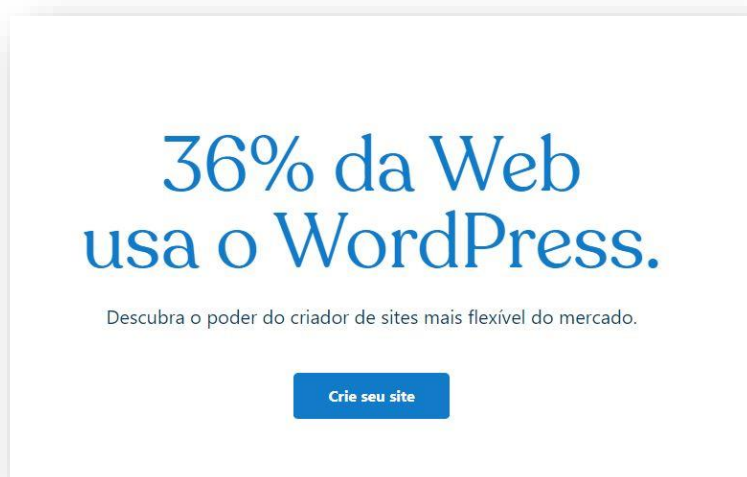 36% da Web
usa o WordPress.
Descubra o poder do criador de sites mais flexível do mercado.
Crie seu site